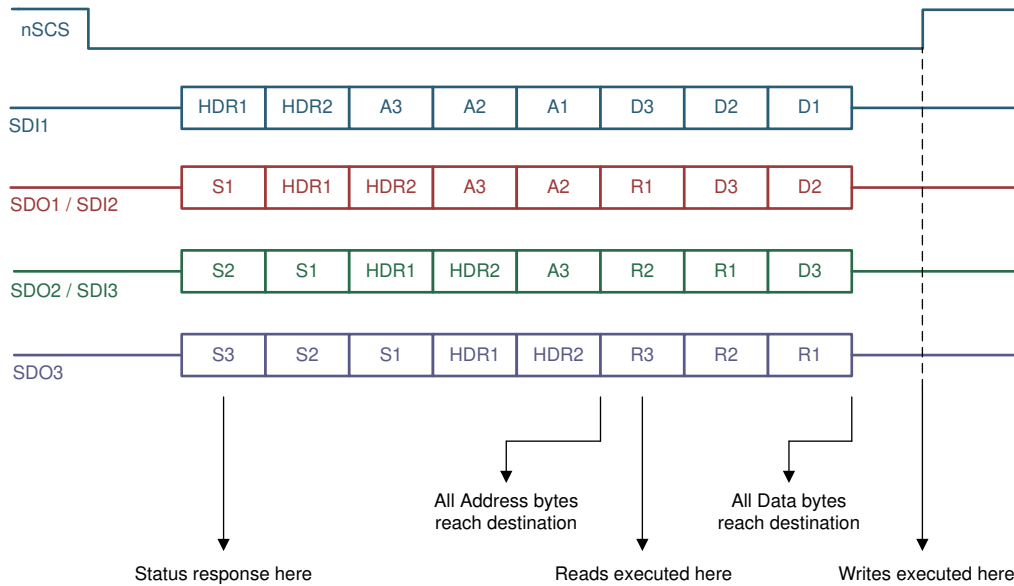 nSCS
HDR1 HDR2 A3 A2 A1 D3 D2 D1
SDI1
S1 HDR1 HDR2 A3 A2 R1 D3 D2
SDO1 / SDI2
S2 S1 HDR1 HDR2 A3 R2 R1 D3
SDO2 / SDI3
S3 S2 S1 HDR1 HDR2 R3 R2 R1
SDO3
All Address bytes
reach destination
All Data bytes
reach destination
Status response here
Reads executed here
Writes executed here